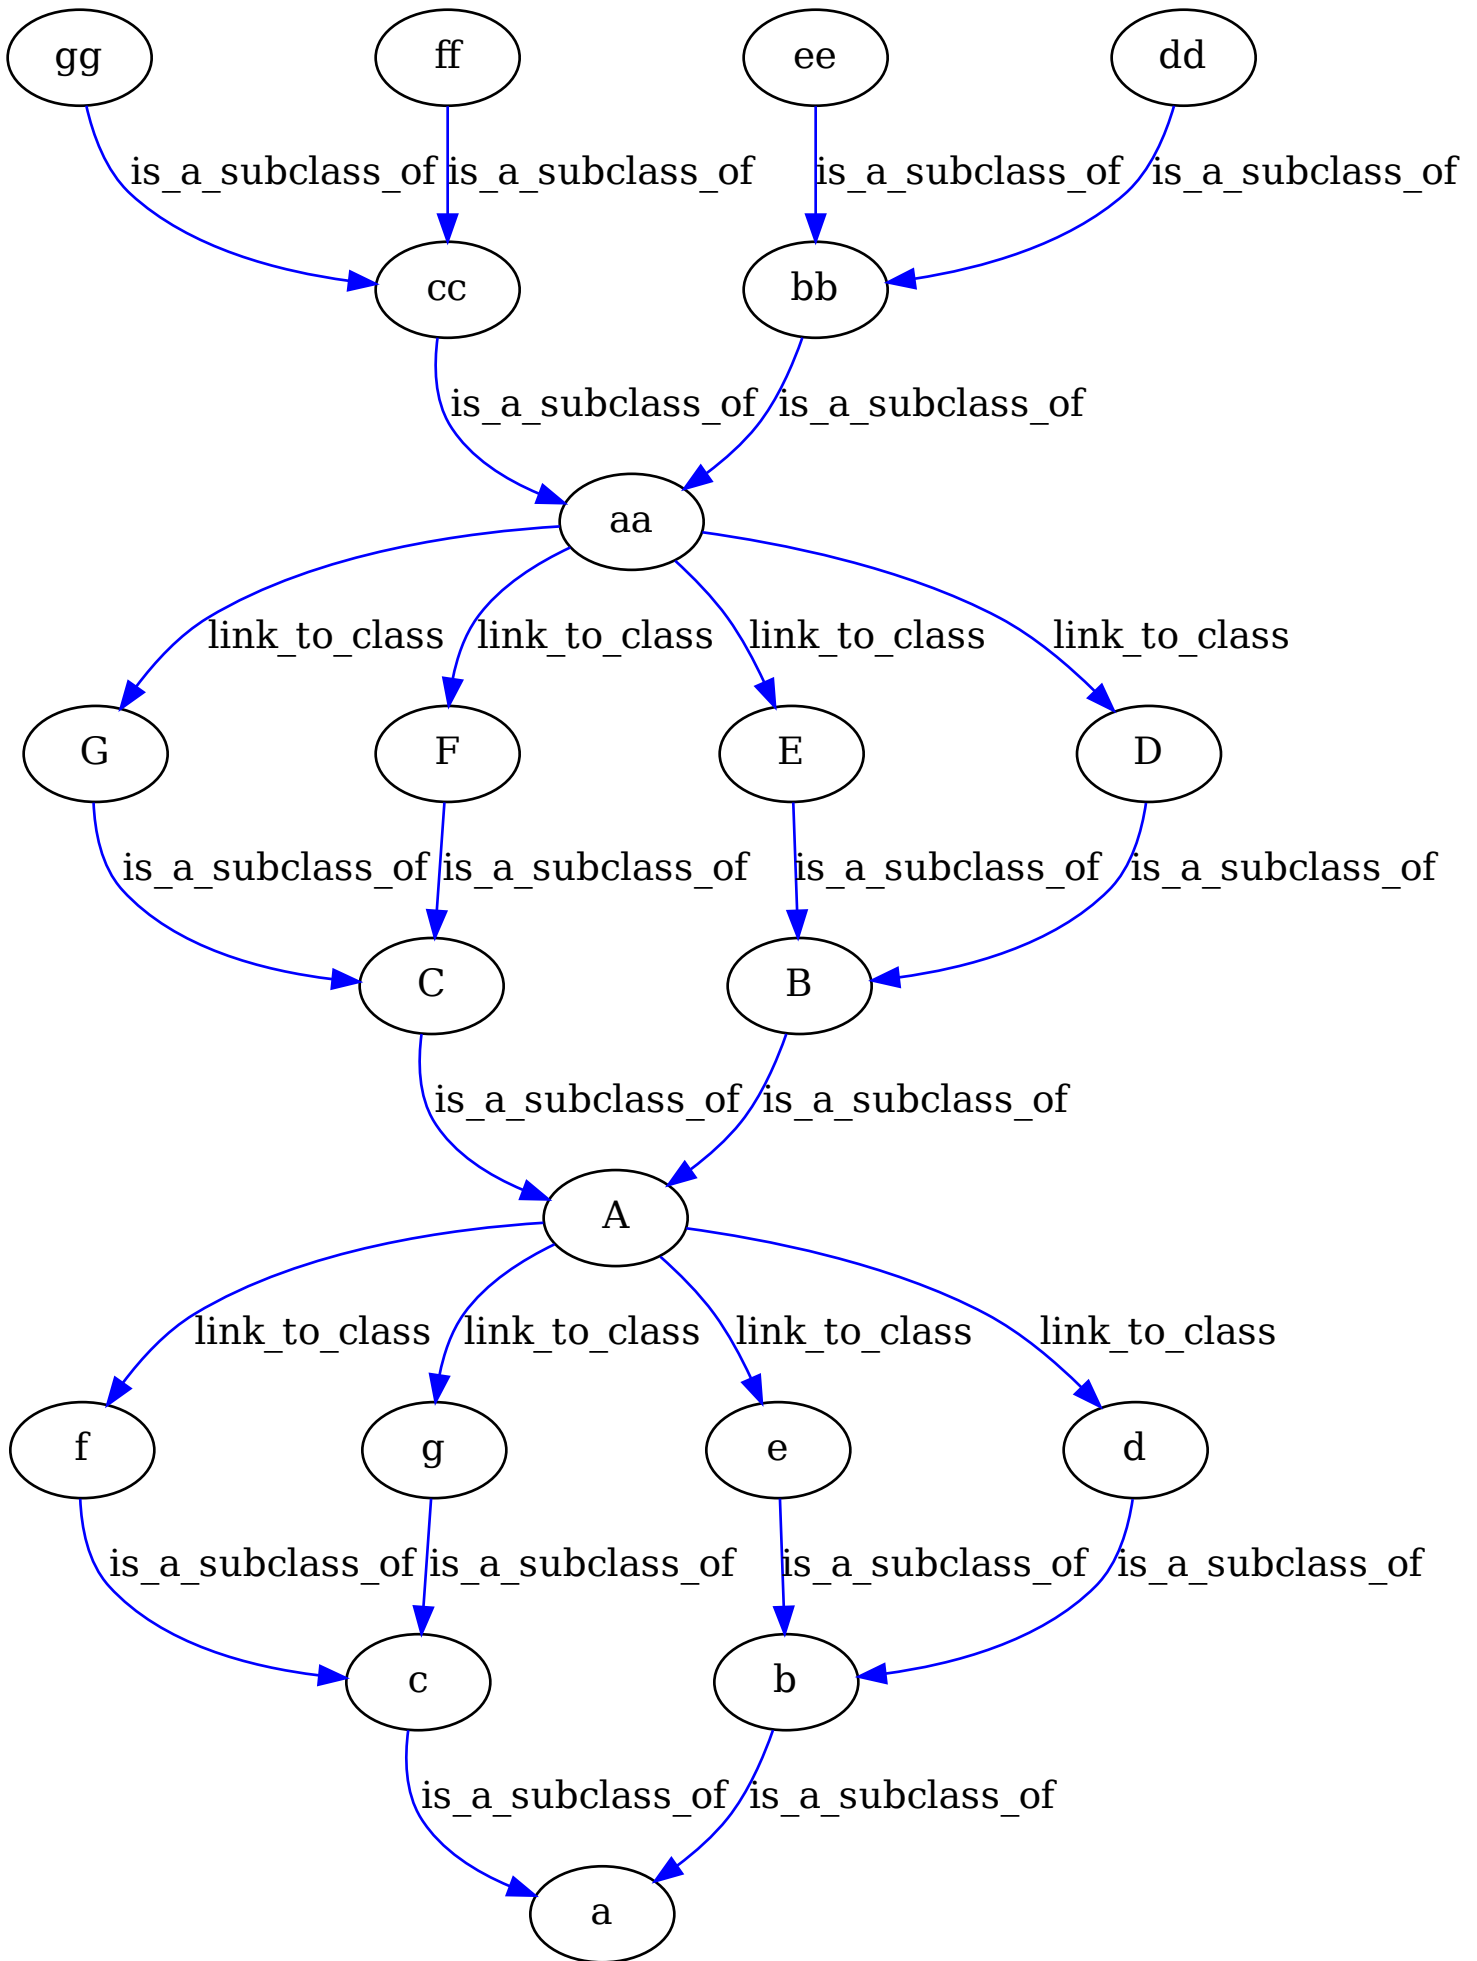 gg ff ee dd
is_a_subclass_of is_a_subclass_of is_a_subclass_of is_a_subclass_of
cc bb
is_a_subclass_of is_a_subclass_of
aa
link_to_class link_to_class link_to_class link_to_class
G F E D
is_a_subclass_of is_a_subclass_of is_a_subclass_of is_a_subclass_of
C B
is_a_subclass_of is_a_subclass_of
A
link_to_class link_to_class link_to_class link_to_class
f g e d
is_a_subclass_of is_a_subclass_of is_a_subclass_of is_a_subclass_of
c b
is_a_subclass_of is_a_subclass_of
a